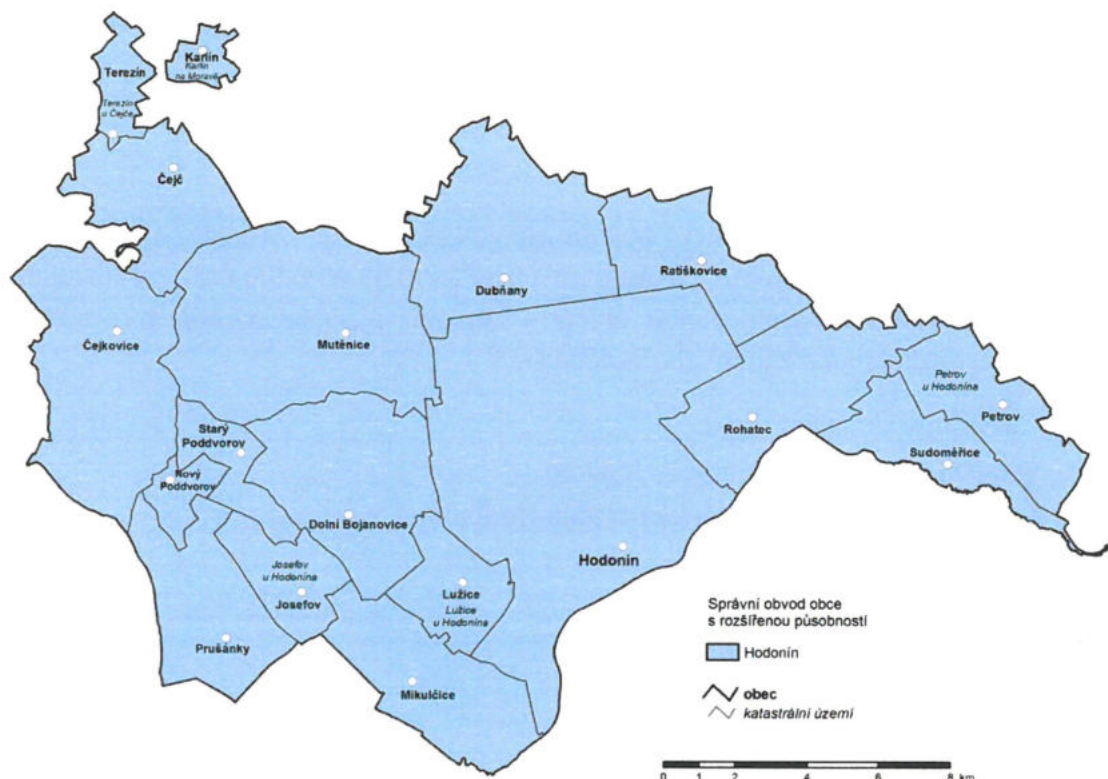 Karlín
Karlín
na Moravě
Terezín
Terezín
u Čejče
Čejč
Ratiškovice
Dubňany
Čejkovice
Mutěnice
Petrov
u Hodonína
Petrov
Rohatec
Starý
Poddvorov
Sudoměřice
Nový
Poddvorov
Dolní Bojanovice
Hodonín
Josefov
u Hodonína
Josefov
Lužice
Lužice
u Hodonína
Prušánky
Mikulčice
Správní obvod obce
s rozšířenou působností
Hodonín
obec
katastrální území
0 1 2 4 6 8 km